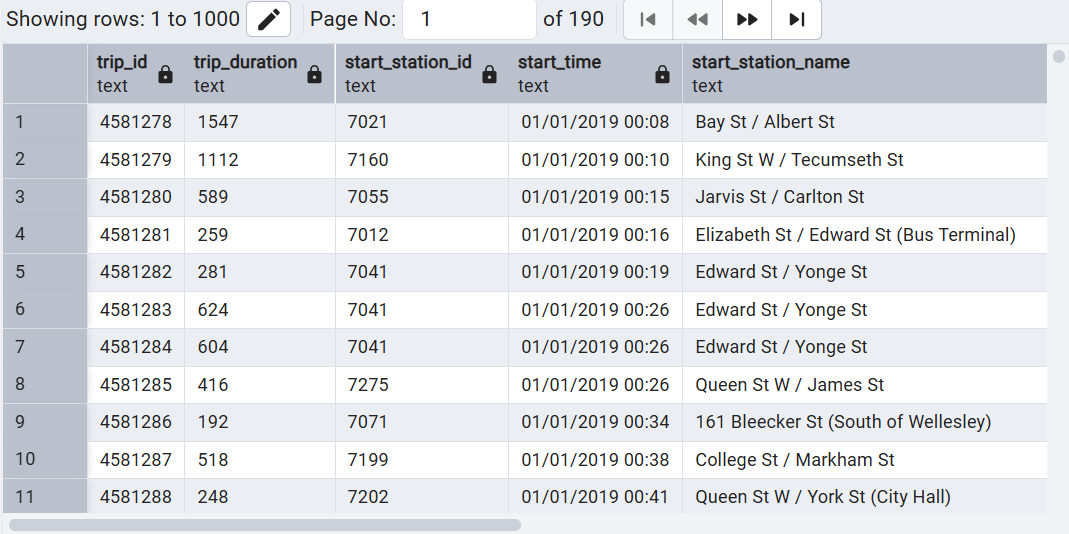 Showing rows: 1 to 1000 Page No: 1 of 190
trip_id trip_duration start_station_id start_time start_station_name
text text text text text
1 4581278 1547 7021 01/01/2019 00:08 Bay St / Albert St
2 4581279 1112 7160 01/01/2019 00:10 King St W / Tecumseth St
3 4581280 589 7055 01/01/2019 00:15 Jarvis St / Carlton St
4 4581281 259 7012 01/01/2019 00:16 Elizabeth St / Edward St (Bus Terminal)
5 4581282 281 7041 01/01/2019 00:19 Edward St / Yonge St
6 4581283 624 7041 01/01/2019 00:26 Edward St / Yonge St
7 4581284 604 7041 01/01/2019 00:26 Edward St / Yonge St
8 4581285 416 7275 01/01/2019 00:26 Queen St W / James St
9 4581286 192 7071 01/01/2019 00:34 161 Bleecker St (South of Wellesley)
10 4581287 518 7199 01/01/2019 00:38 College St / Markham St
11 4581288 248 7202 01/01/2019 00:41 Queen St W / York St (City Hall)